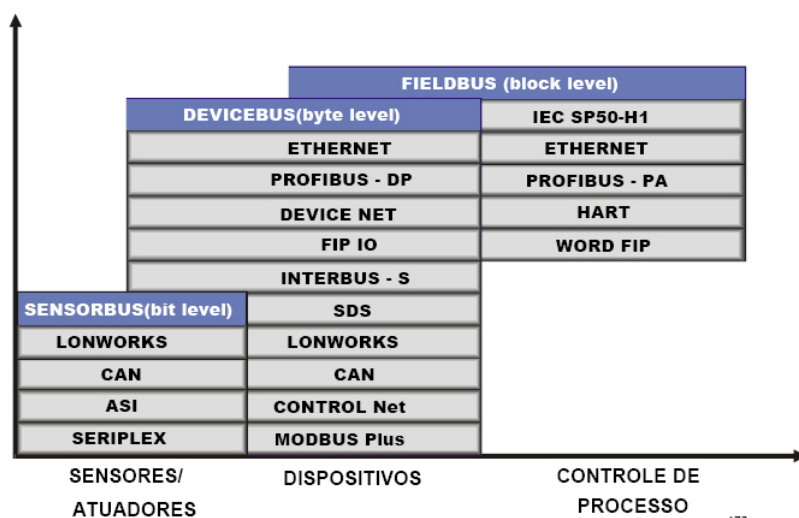 FIELDBUS (block level)
DEVICEBUS(byte level)
IEC SP50-H1
ETHERNET
ETHERNET
PROFIBUS - DP
PROFIBUS - PA
DEVICE NET
HART
FIP IO
WORD FIP
INTERBUS - S
SENSORBUS(bit level)
SDS
LONWORKS
LONWORKS
CAN
CAN
ASI
CONTROL Net
SERIPLEX
MODBUS Plus
SENSORES/
ATUADORES
DISPOSITIVOS
CONTROLE DE
PROCESSO